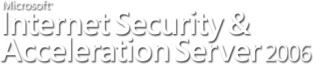 Microsoft®
Internet Security &
Acceleration Server 2006